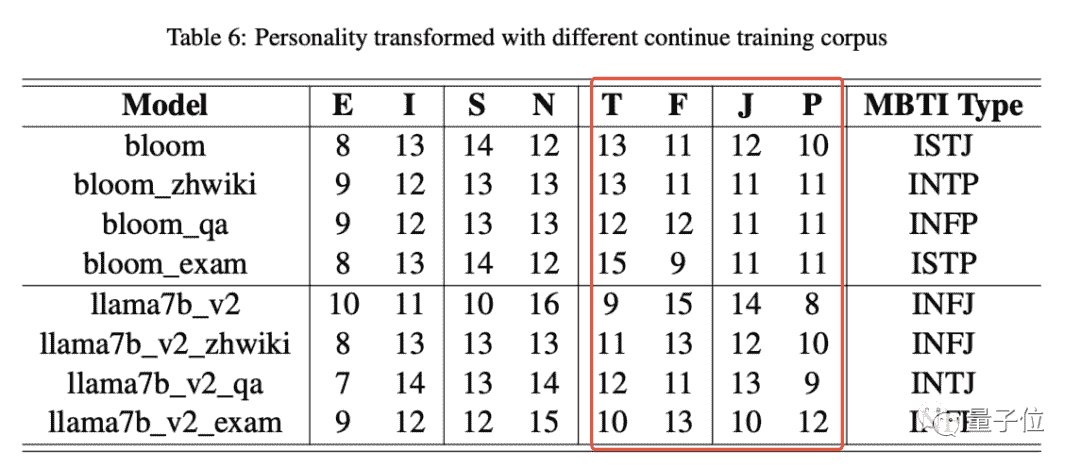 Table 6: Personality transformed with different continue training corpus
Model E I S N T F J P MBTI Type
bloom 8 13 14 12 13 11 12 10 ISTJ
bloom_zhwiki 9 12 13 13 13 11 11 11 INTP
bloom_qa 9 12 13 13 12 12 11 11 INFP
bloom_exam 8 13 14 12 15 9 11 11 ISTP
llama7b_v2 10 11 10 16 9 15 14 8 INFJ
llama7b_v2_zhwiki 8 13 13 13 11 13 12 10 INFJ
llama7b_v2_qa 7 14 13 14 12 11 13 9 INTJ
llama7b_v2_exam 9 12 12 15 10 13 10 12
量子位